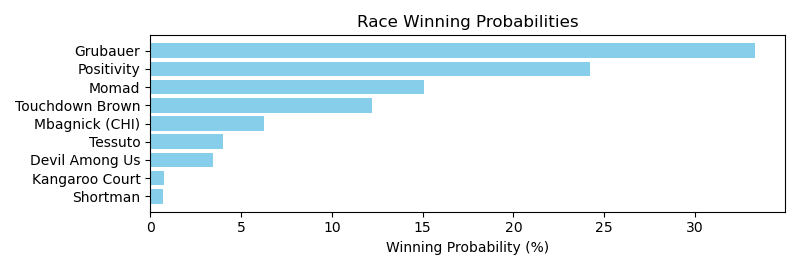 Race Winning Probabilities
Grubauer
Positivity
Momad
Touchdown Brown
Mbagnick (CHI)
Tessuto
Devil Among Us
Kangaroo Court
Shortman
0 5 10 15 20 25 30
Winning Probability (%)